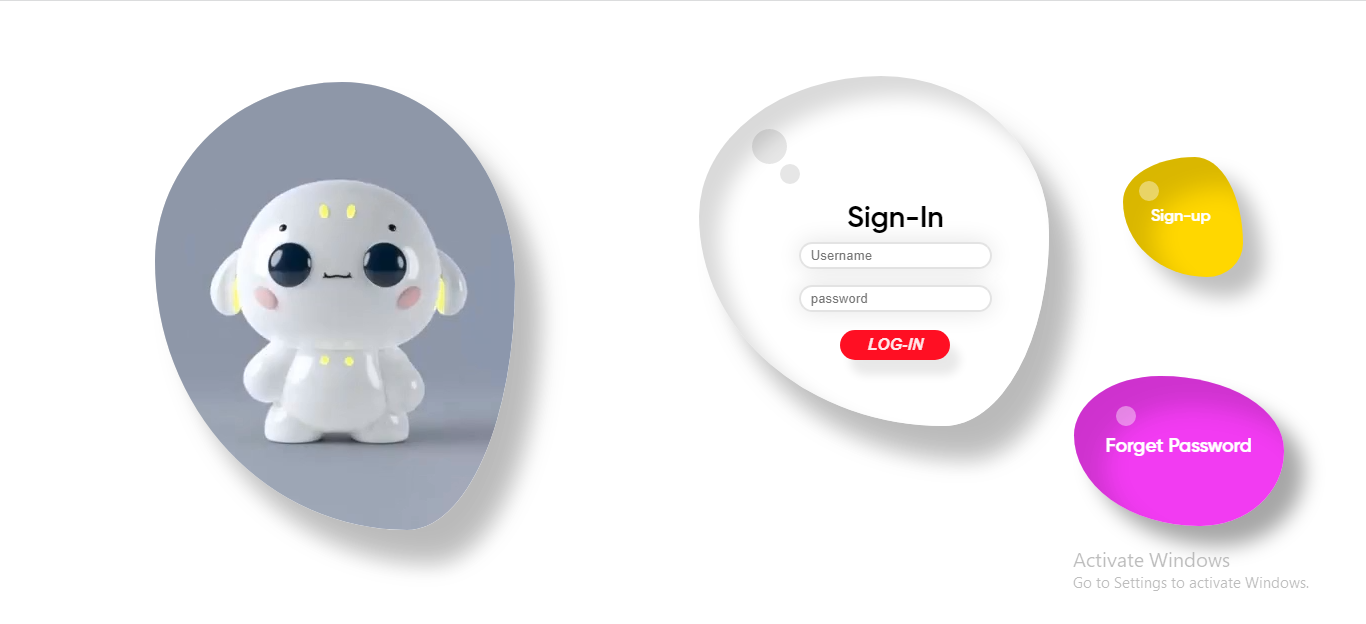 Sign-In
Username
password
LOG-IN
Sign-up
Forget Password
Activate Windows
Go to Settings to activate Windows.